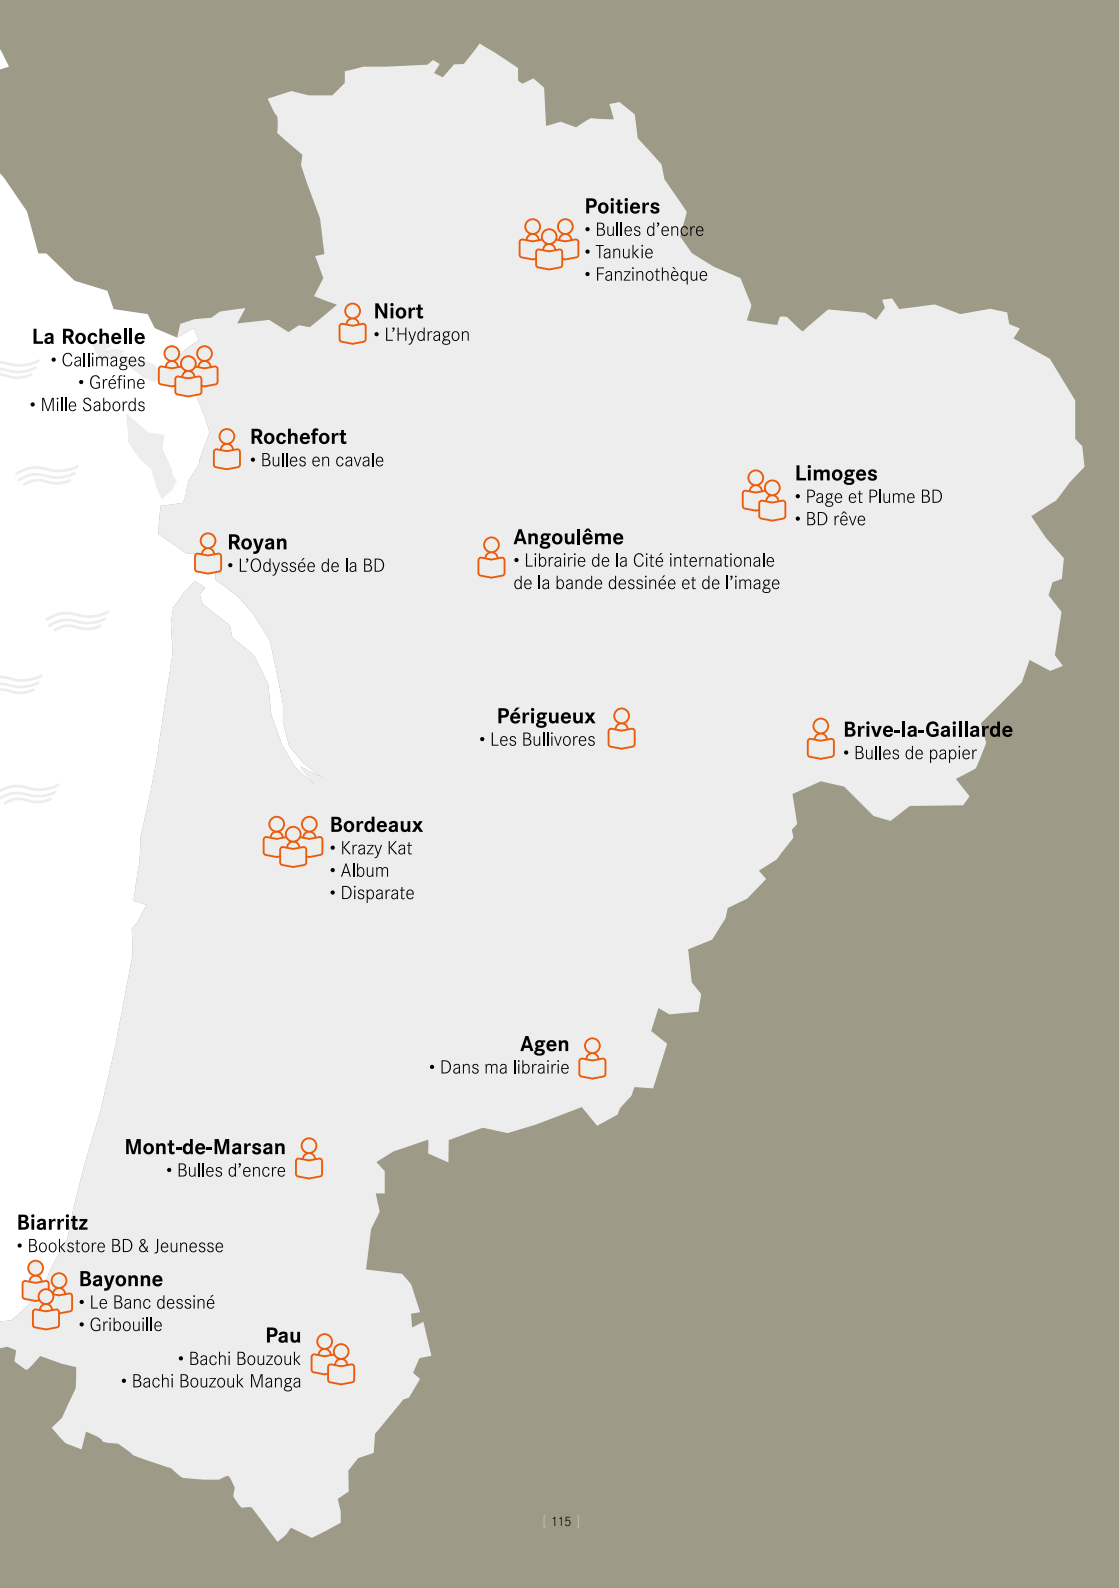 Poitiers
• Bulles d’encre
• Tanukie
• Fanzinothèque
Niort
• L’Hydragon
La Rochelle
• Callimages
• Gréfine
• Mille Sabords
Rochefort
• Bulles en cavale
Limoges
• Page et Plume BD
• BD rêve
Royan
• L’Odyssée de la BD
Angoulême
• Librairie de la Cité internationale
de la bande dessinée et de l’image
Périgueux
• Les Bullivores
Brive-la-Gaillarde
• Bulles de papier
Bordeaux
• Krazy Kat
• Album
• Disparate
Agen
• Dans ma librairie
Mont-de-Marsan
• Bulles d’encre
Biarritz
• Bookstore BD & Jeunesse
Bayonne
• Le Banc dessiné
• Gribouille
Pau
• Bachi Bouzouk
• Bachi Bouzouk Manga
[ 115 ]